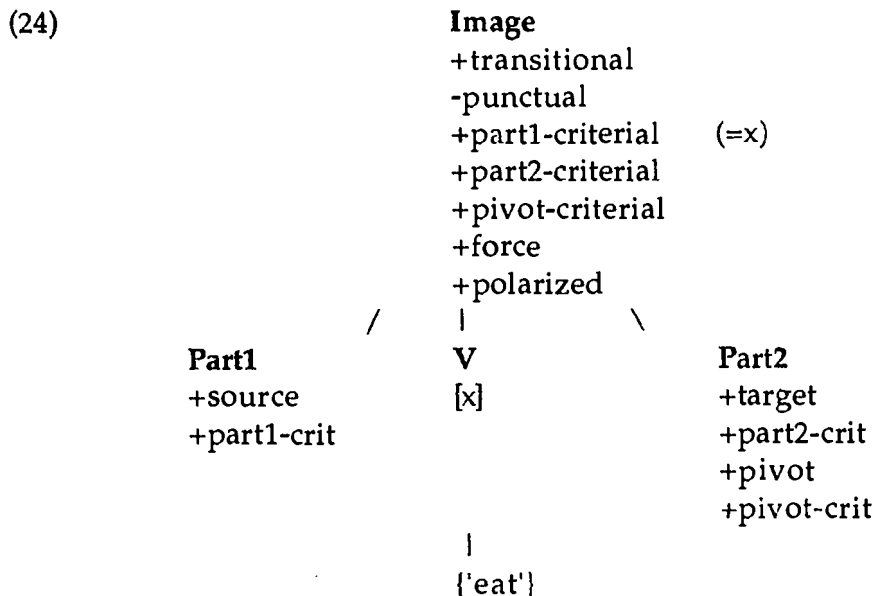 (24) Image
+transitional
-punctual
+part1-criterial (=x)
+part2-criterial
+pivot-criterial
+force
+polarized
/ | \
Part1 V Part2
+source [x] +target
+part1-crit +part2-crit
+pivot
+pivot-crit
|
{'eat'}